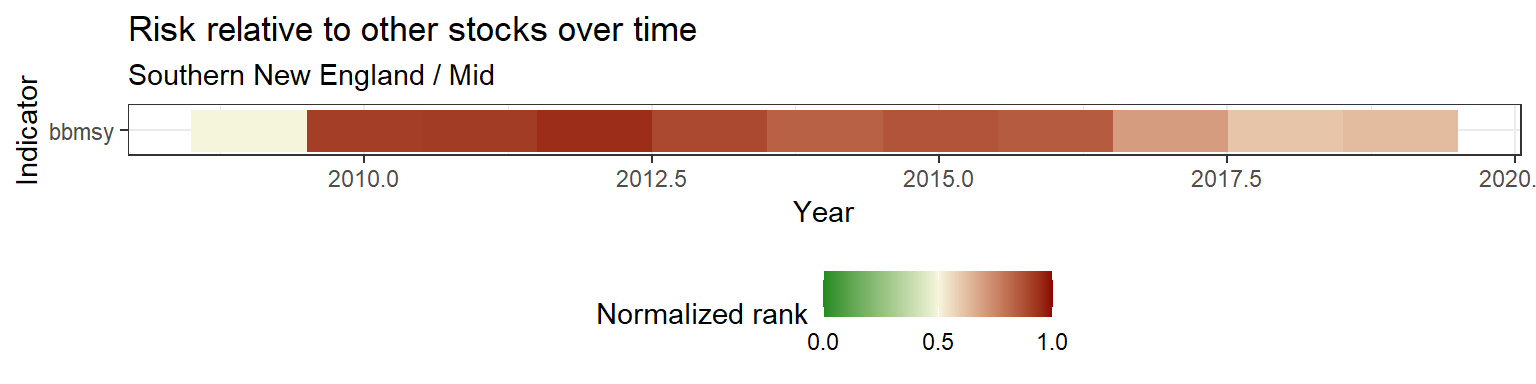 Risk relative to other stocks over time
Southern New England / Mid
Indicator
bbmsy
2010.0 2012.5 2015.0 2017.5 2020.
Year
Normalized rank
0.0 0.5 1.0